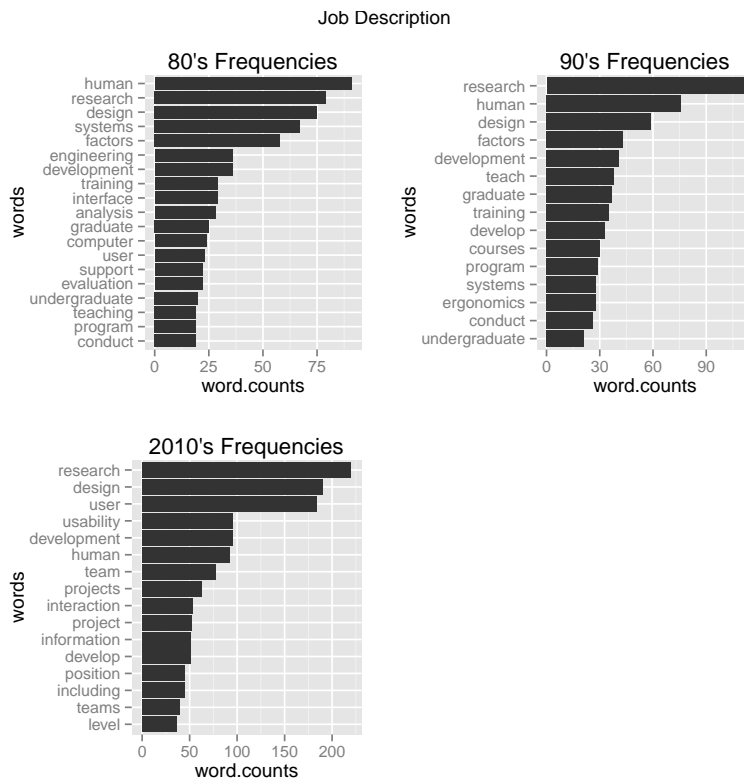 Job Description
80's Frequencies
words
human
research
design
systems
factors
engineering
development
training
interface
analysis
graduate
computer
user
support
evaluation
undergraduate
teaching
program
conduct
0 25 50 75
word.counts
90's Frequencies
words
research
human
design
factors
development
teach
graduate
training
develop
courses
program
systems
ergonomics
conduct
undergraduate
0 30 60 90
word.counts
2010's Frequencies
words
research
design
user
usability
development
human
team
projects
interaction
project
information
develop
position
including
teams
level
0 50 100 150 200
word.counts